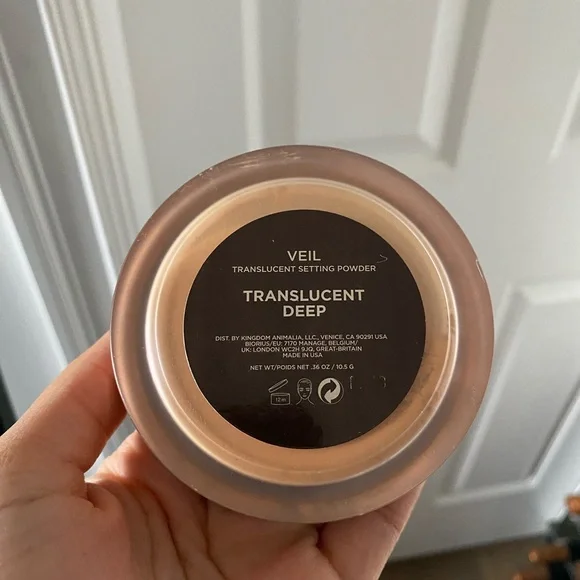 VEIL
TRANSLUCENT SETTING POWDER
TRANSLUCENT
DEEP
DIST. BY KINGDOM ANIMALIA, LLC., VENICE, CA 90291 USA
BIORIUS/EU: 7170 MANAGE, BELGIUM/
UK: LONDON WC2H 9JQ, GREAT-BRITAIN
MADE IN USA
NET WT/POIDS NET .36 OZ / 10.5 G
12 M